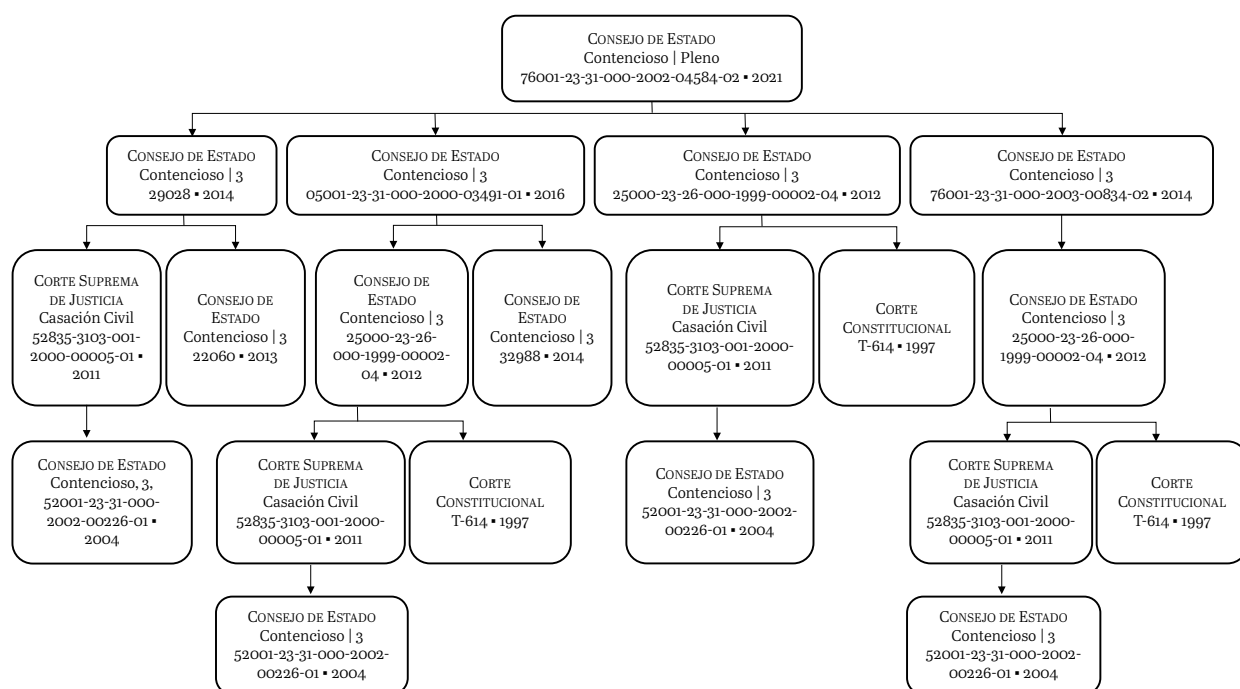 CONSEJO DE ESTADO
Contencioso | Pleno
76001-23-31-000-2002-04584-02 ▪ 2021
CONSEJO DE ESTADO
Contencioso | 3
29028 ▪ 2014
CONSEJO DE ESTADO
Contencioso | 3
05001-23-31-000-2000-03491-01 ▪ 2016
CONSEJO DE ESTADO
Contencioso | 3
25000-23-26-000-1999-00002-04 ▪ 2012
CONSEJO DE ESTADO
Contencioso | 3
76001-23-31-000-2003-00834-02 ▪ 2014
CORTE SUPREMA
DE JUSTICIA
Casación Civil
52835-3103-001-
2000-00005-01 ▪
2011
CONSEJO DE
ESTADO
Contencioso | 3
22060 ▪ 2013
CONSEJO DE
ESTADO
Contencioso | 3
25000-23-26-
000-1999-00002-
04 ▪ 2012
CONSEJO DE
ESTADO
Contencioso | 3
32988 ▪ 2014
CORTE SUPREMA
DE JUSTICIA
Casación Civil
52835-3103-001-2000-
00005-01 ▪ 2011
CORTE
CONSTITUCIONAL
T-614 ▪ 1997
CONSEJO DE ESTADO
Contencioso | 3
25000-23-26-000-
1999-00002-04 ▪ 2012
CONSEJO DE ESTADO
Contencioso, 3,
52001-23-31-000-
2002-00226-01 ▪
2004
CORTE SUPREMA
DE JUSTICIA
Casación Civil
52835-3103-001-2000-
00005-01 ▪ 2011
CORTE
CONSTITUCIONAL
T-614 ▪ 1997
CONSEJO DE ESTADO
Contencioso | 3
52001-23-31-000-2002-
00226-01 ▪ 2004
CORTE SUPREMA
DE JUSTICIA
Casación Civil
52835-3103-001-2000-
00005-01 ▪ 2011
CORTE
CONSTITUCIONAL
T-614 ▪ 1997
CONSEJO DE ESTADO
Contencioso | 3
52001-23-31-000-2002-
00226-01 ▪ 2004
CONSEJO DE ESTADO
Contencioso | 3
52001-23-31-000-2002-
00226-01 ▪ 2004